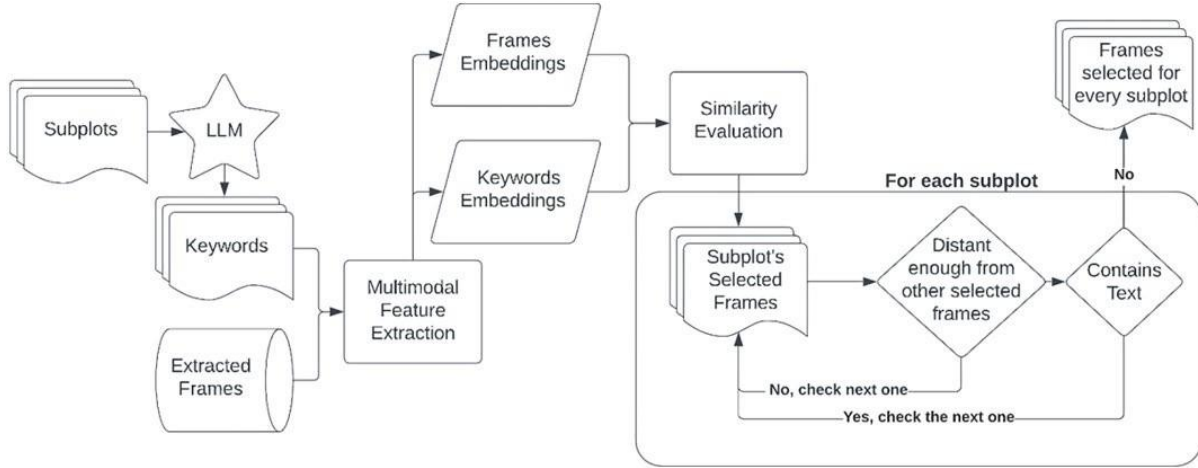 Subplots
LLM
Keywords
Extracted
Frames
Multimodal
Feature
Extraction
Frames
Embeddings
Keywords
Embeddings
Similarity
Evaluation
For each subplot
Subplot's
Selected
Frames
Distant
enough from
other selected
frames
Contains
Text
No, check next one
Yes, check the next one
No
Frames
selected for
every subplot